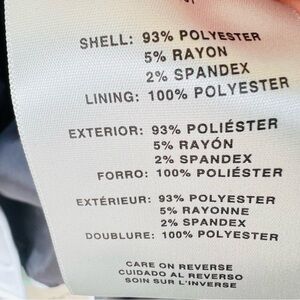 SHELL: 93% POLYESTER
5% RAYON
2% SPANDEX
LINING: 100% POLYESTER
EXTERIOR: 93% POLIÉSTER
5% RAYÓN
2% SPANDEX
FORRO: 100% POLIÉSTER
EXTÉRIEUR: 93% POLYESTER
5% RAYONNE
2% SPANDEX
DOUBLURE: 100% POLYESTER
CARE ON REVERSE
CUIDADO AL REVERSO
SOIN SUR L'INVERSE